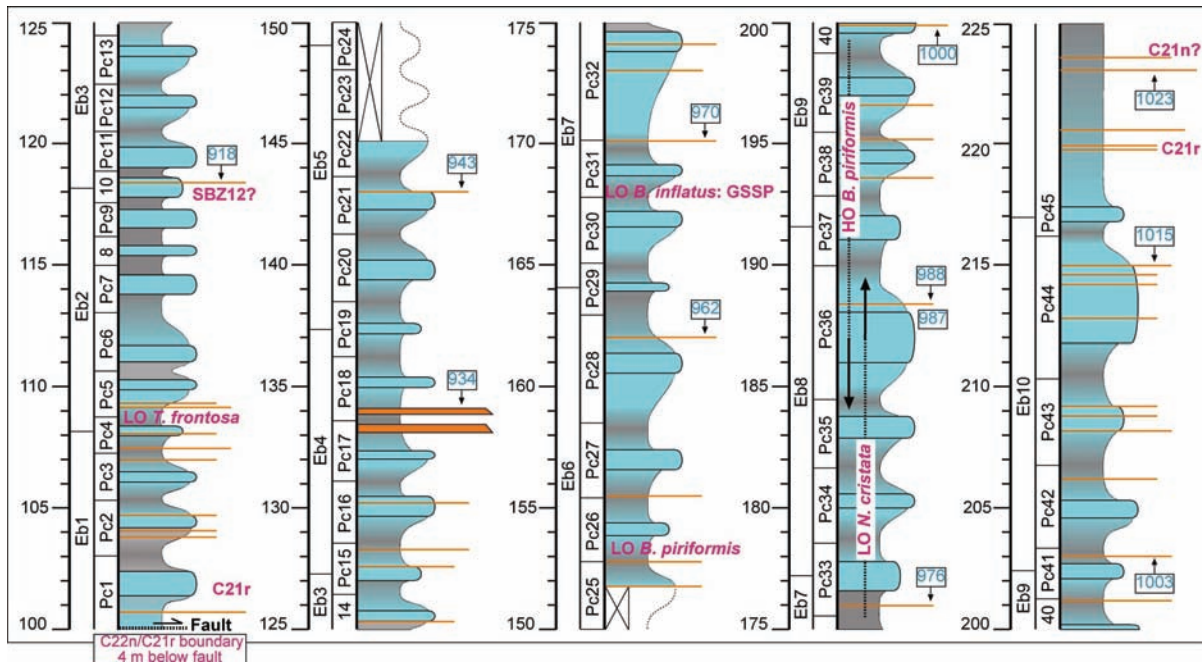 125
120
115
110
105
100
Eb3
Eb2
Eb1
Pc13
Pc12
Pc11
10
Pc9
8
Pc7
Pc6
Pc5
Pc4
Pc3
Pc2
Pc1
918
SBZ12?
LO T. frontosa
C21r
Fault
C22n/C21r boundary
4 m below fault
150
145
140
135
130
125
Eb5
Eb4
Eb3
Pc24
Pc23
Pc22
Pc21
Pc20
Pc19
Pc18
Pc17
Pc16
Pc15
14
943
934
175
170
165
160
155
150
Eb7
Eb6
Pc32
Pc31
Pc30
Pc29
Pc28
Pc27
Pc26
Pc25
970
LO B. inflatus: GSSP
962
LO B. piriformis
200
195
190
185
180
175
Eb9
Eb8
Eb7
40
Pc39
Pc38
Pc37
Pc36
Pc35
Pc34
Pc33
1000
HO B. piriformis
988
987
LO N. cristata
976
225
220
215
210
205
200
Eb10
Eb9
Pc45
Pc44
Pc43
Pc42
Pc41
40
C21n?
1023
C21r
1015
1003